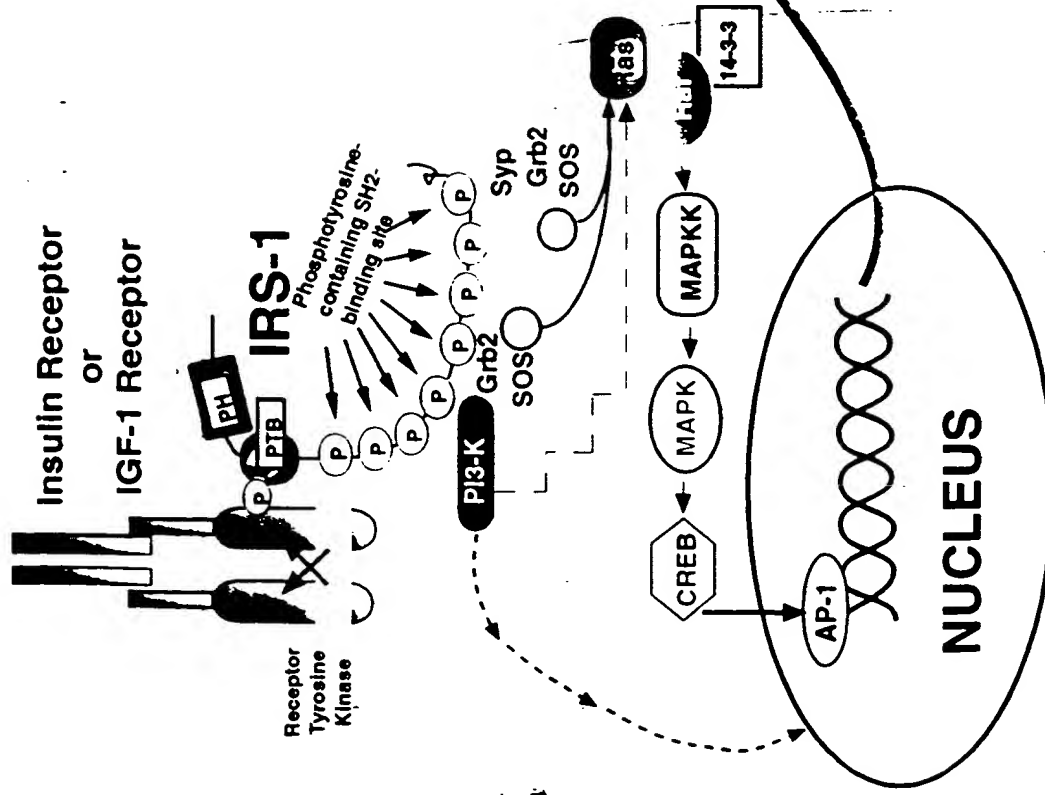 Insulin Receptor
or
IGF-1 Receptor
PH
IRS-1
PTB
P
Phosphotyrosine-
containing SH2-
binding site
P
P
P
P
P
P
P
P
Receptor
Tyrosine
Kinase
PI3-K
Grb2
SOS
Syp
Grb2
SOS
Ras
14-3-3
MAPKK
MAPK
CREB
AP-1
NUCLEUS